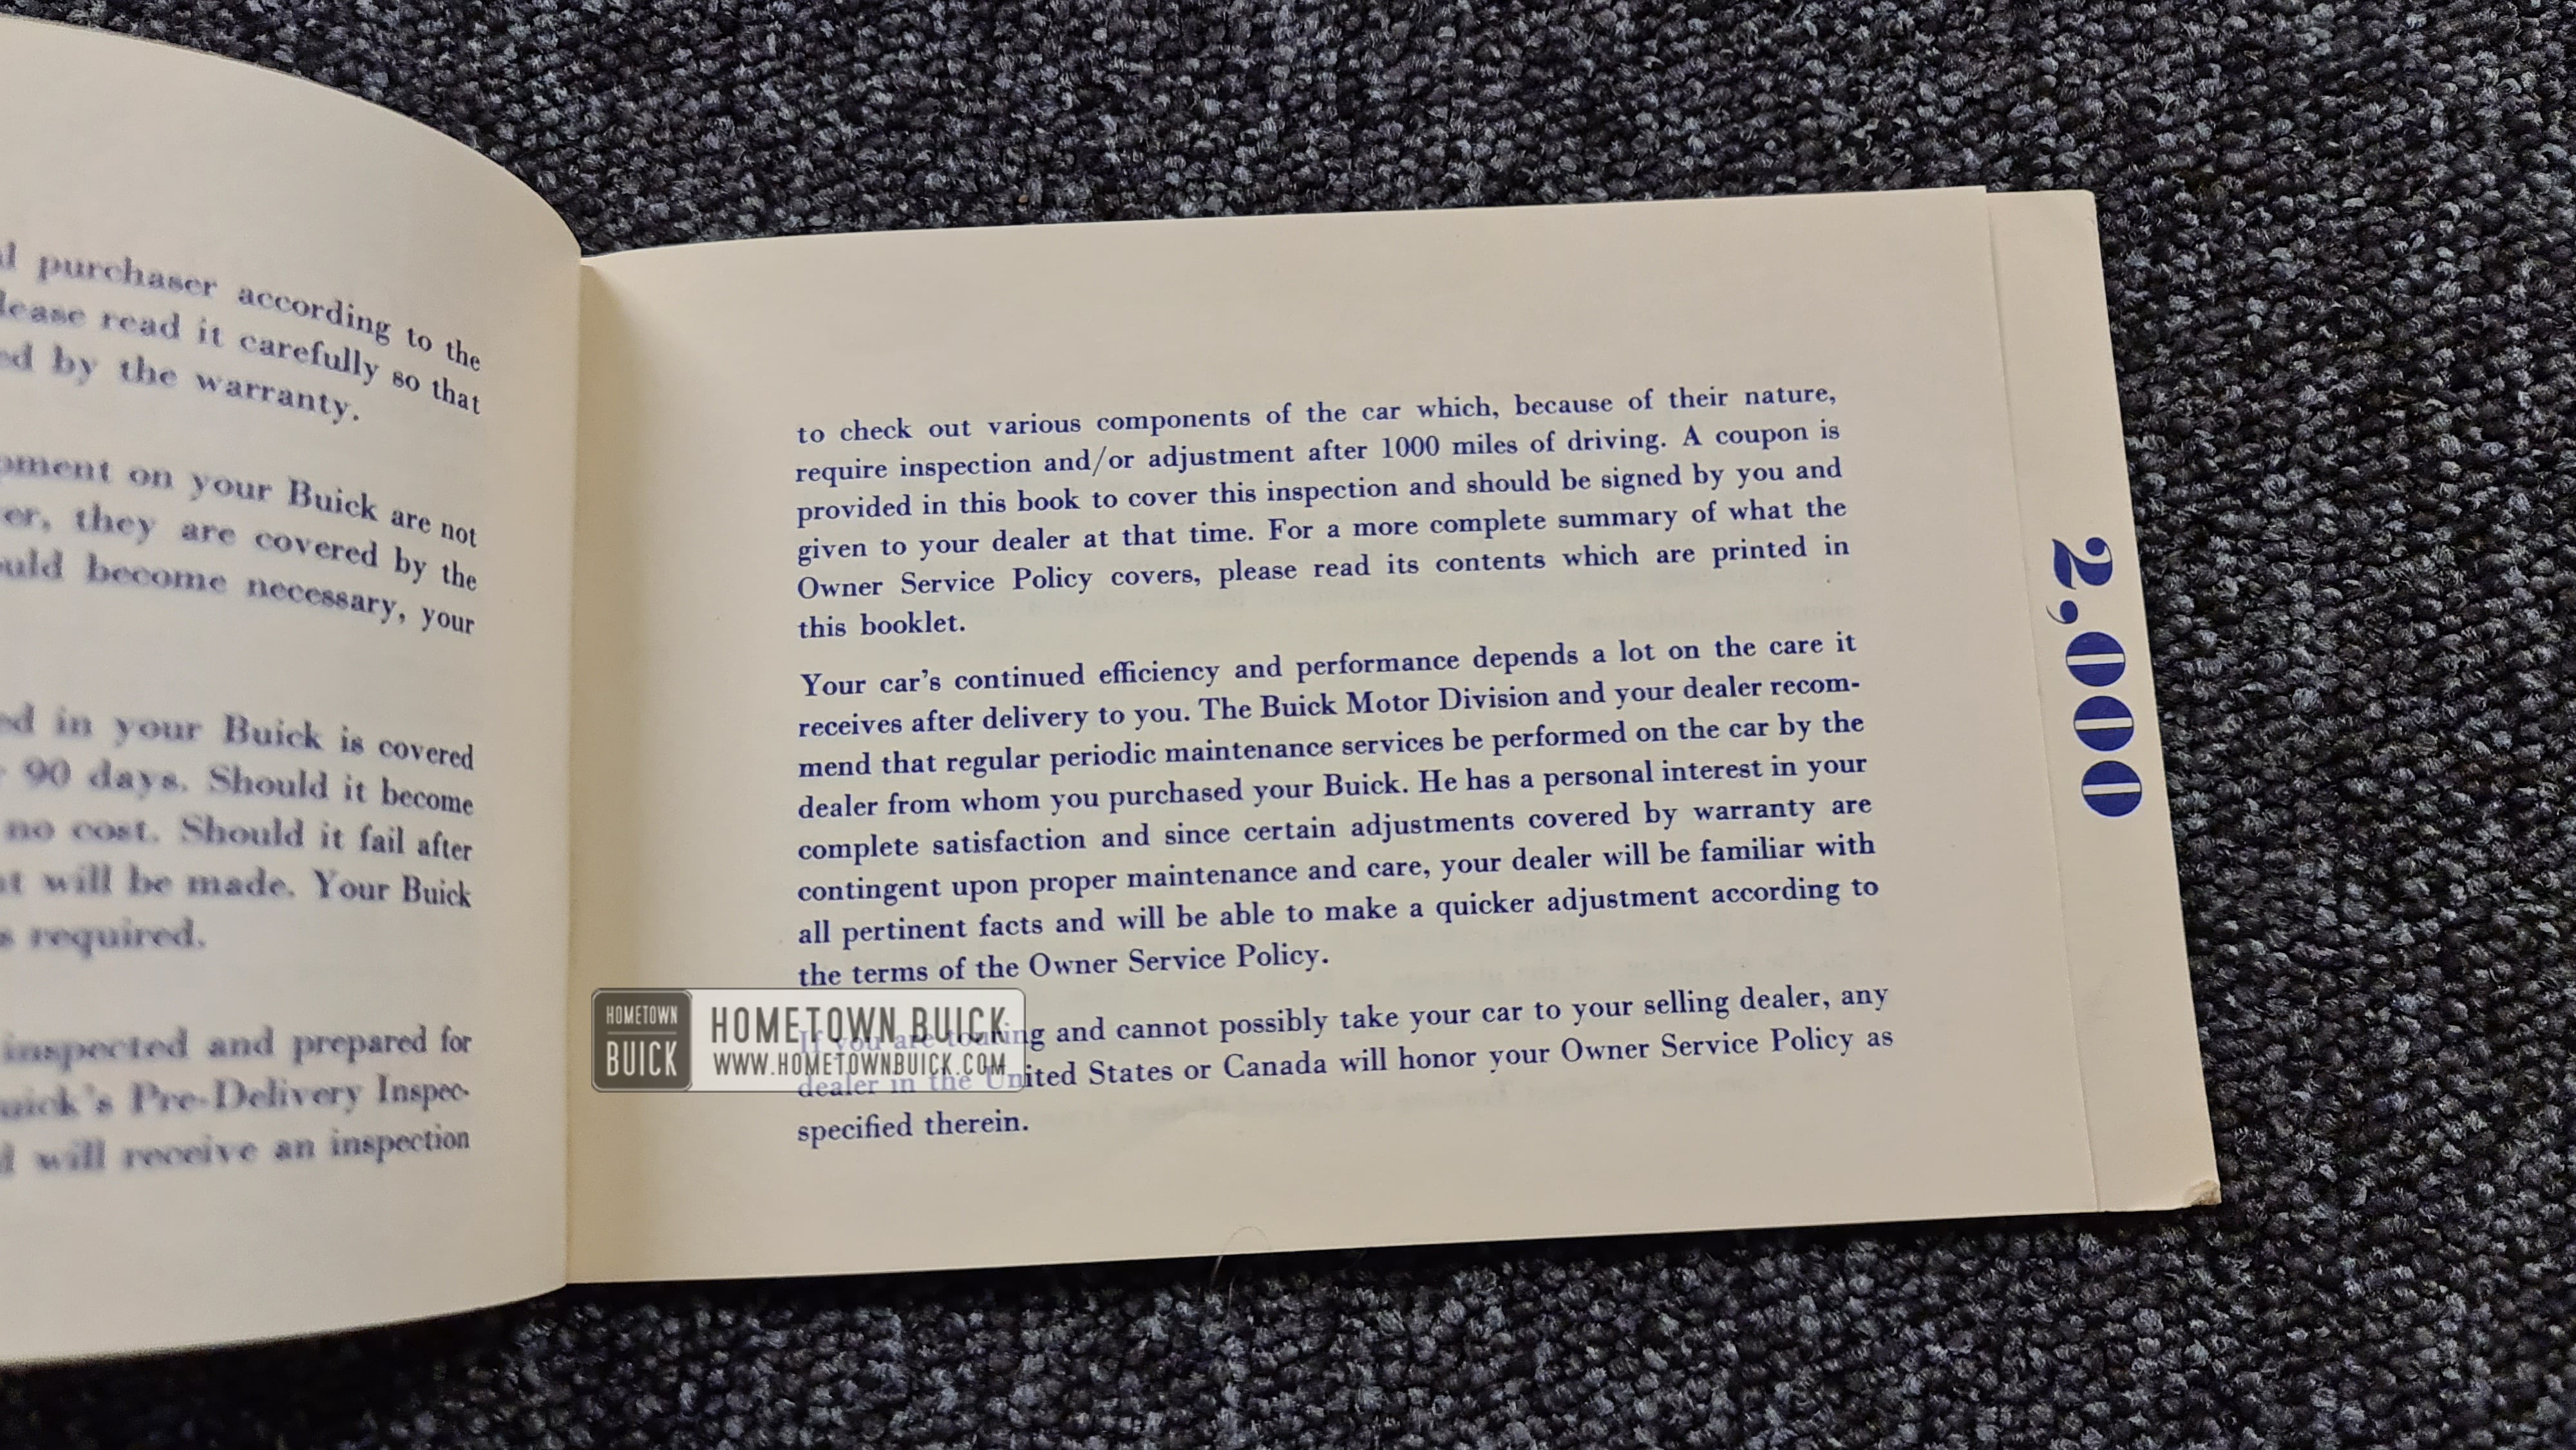 purchaser according to the
read it carefully so that
by the warranty.
on your Buick are not
they are covered by the
become necessary, your
in your Buick is covered
90 days. Should it become
no cost. Should it fail after
will be made. Your Buick
required.
inspected and prepared for
Pre-Delivery Inspec-
will receive an inspection
to check out various components of the car which, because of their nature,
require inspection and/or adjustment after 1000 miles of driving. A coupon is
provided in this book to cover this inspection and should be signed by you and
given to your dealer at that time. For a more complete summary of what the
Owner Service Policy covers, please read its contents which are printed in
this booklet.
Your car's continued efficiency and performance depends a lot on the care it
receives after delivery to you. The Buick Motor Division and your dealer recom-
mend that regular periodic maintenance services be performed on the car by the
dealer from whom you purchased your Buick. He has a personal interest in your
complete satisfaction and since certain adjustments covered by warranty are
contingent upon proper maintenance and care, your dealer will be familiar with
all pertinent facts and will be able to make a quicker adjustment according to
the terms of the Owner Service Policy.
If you are touring and cannot possibly take your car to your selling dealer, any
dealer in the United States or Canada will honor your Owner Service Policy as
specified therein.
2,000
HOMETOWN
BUICK
HOMETOWN BUICK
WWW.HOMETOWNBUICK.COM